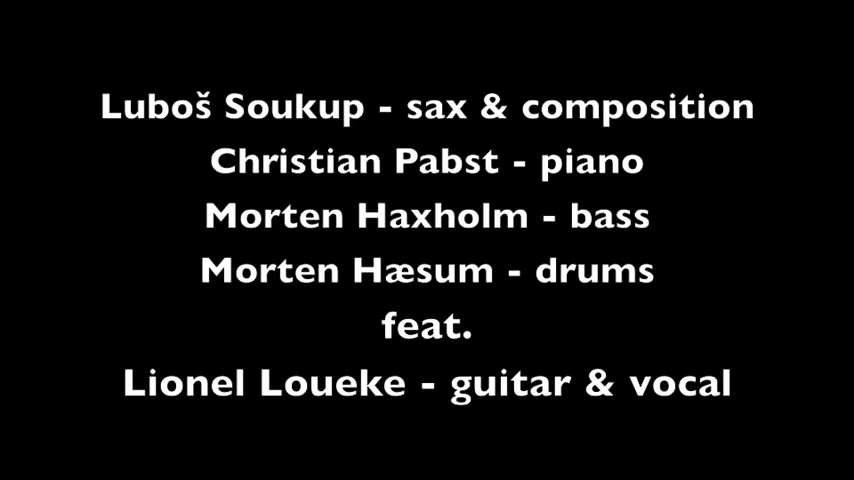 Luboš Soukup - sax & composition
Christian Pabst - piano
Morten Haxholm - bass
Morten Hæsum - drums
feat.
Lionel Loueke - guitar & vocal